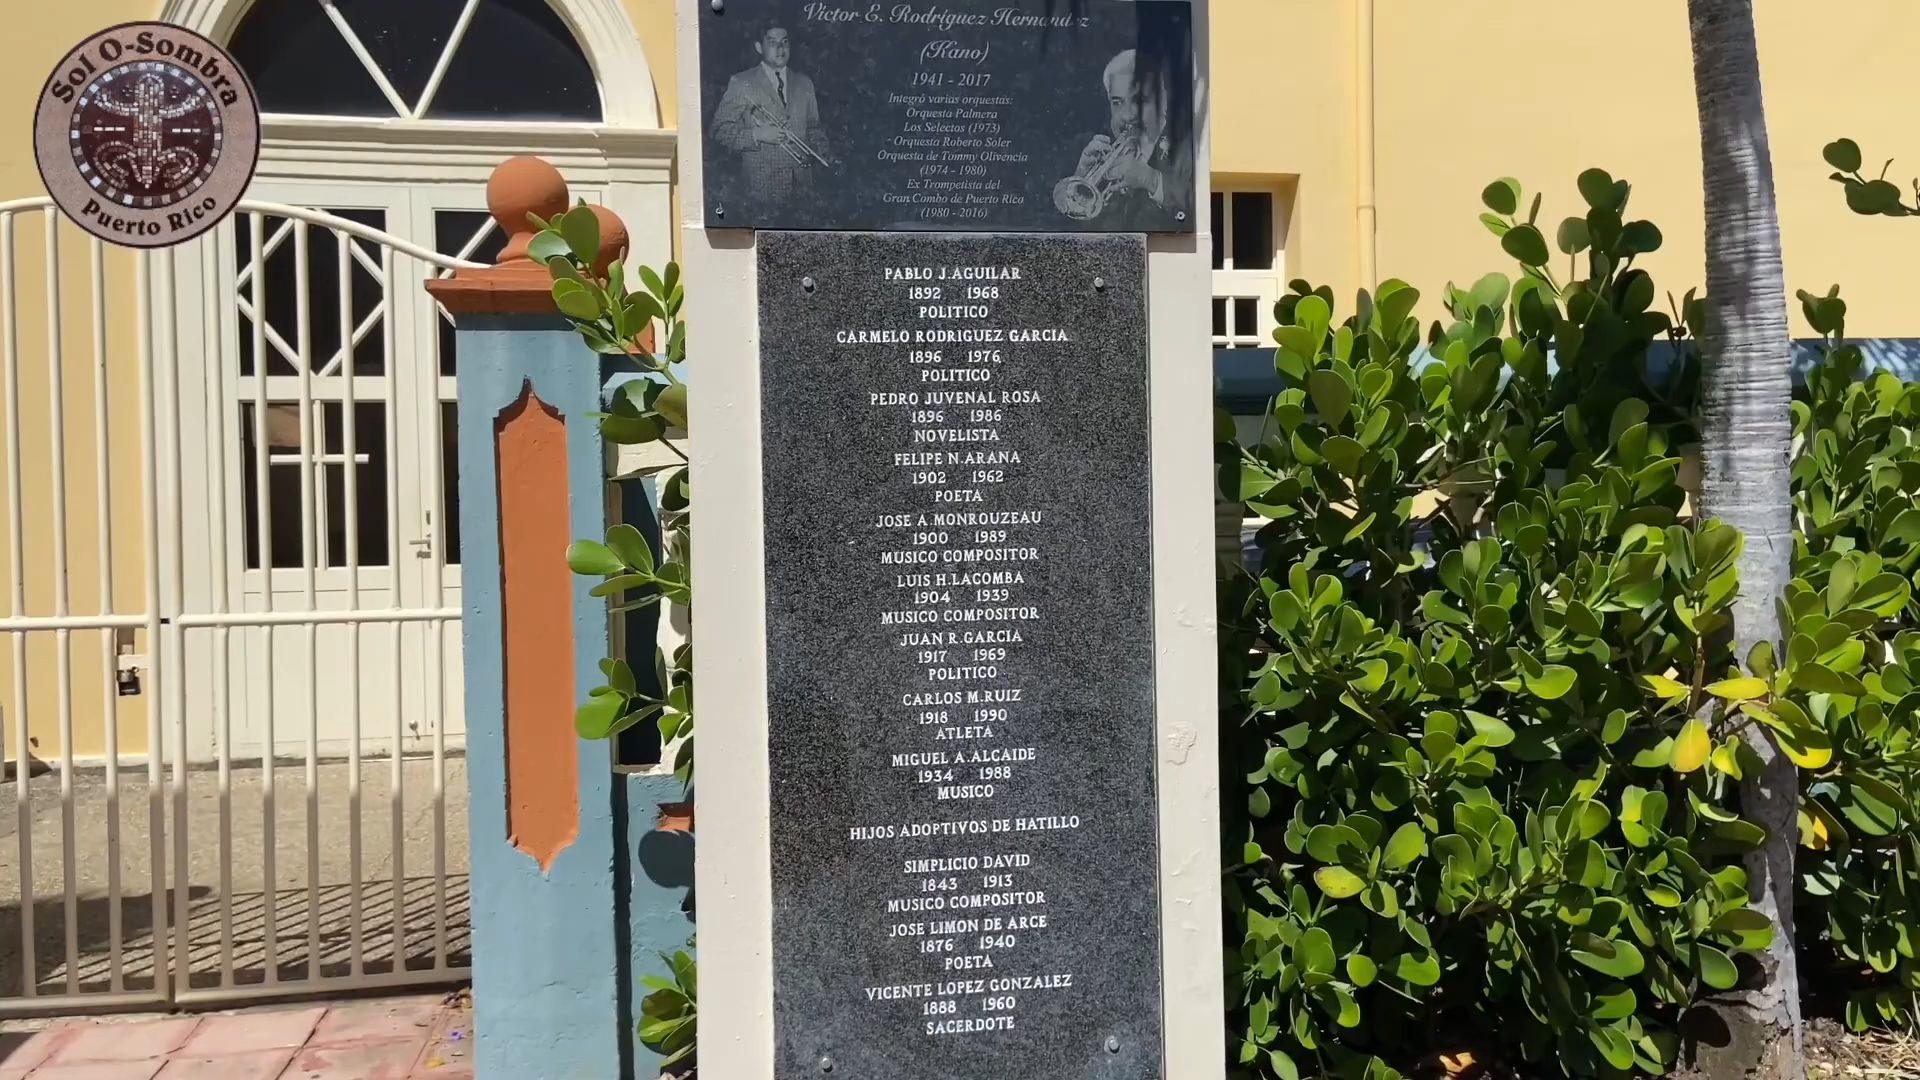 Sol O-Sombra
Puerto Rico
Victor E. Rodríguez Hernandez
(Kano)
1941 - 2017
Integró varias orquestas:
Orquesta Palmera
Los Selectos (1973)
Orquesta Roberto Soler
Orquesta de Tommy Olivencia
(1974 - 1980)
Ex Trompetista del
Gran Combo de Puerto Rico
(1980 - 2016)
PABLO J. AGUILAR
1892 1968
POLITICO
CARMELO RODRIGUEZ GARCIA
1896 1976
POLITICO
PEDRO JUVENAL ROSA
1896 1986
NOVELISTA
FELIPE N. ARANA
1902 1962
POETA
JOSE A. MONROUZEAU
1900 1989
MUSICO COMPOSITOR
LUIS H. LACOMBA
1904 1939
MUSICO COMPOSITOR
JUAN R. GARCIA
1917 1969
POLITICO
CARLOS M. RUIZ
1918 1990
ATLETA
MIGUEL A. ALCAIDE
1934 1988
MUSICO
HIJOS ADOPTIVOS DE HATILLO
SIMPLICIO DAVID
1843 1913
MUSICO COMPOSITOR
JOSE LIMON DE ARCE
1876 1940
POETA
VICENTE LOPEZ GONZALEZ
1888 1960
SACERDOTE